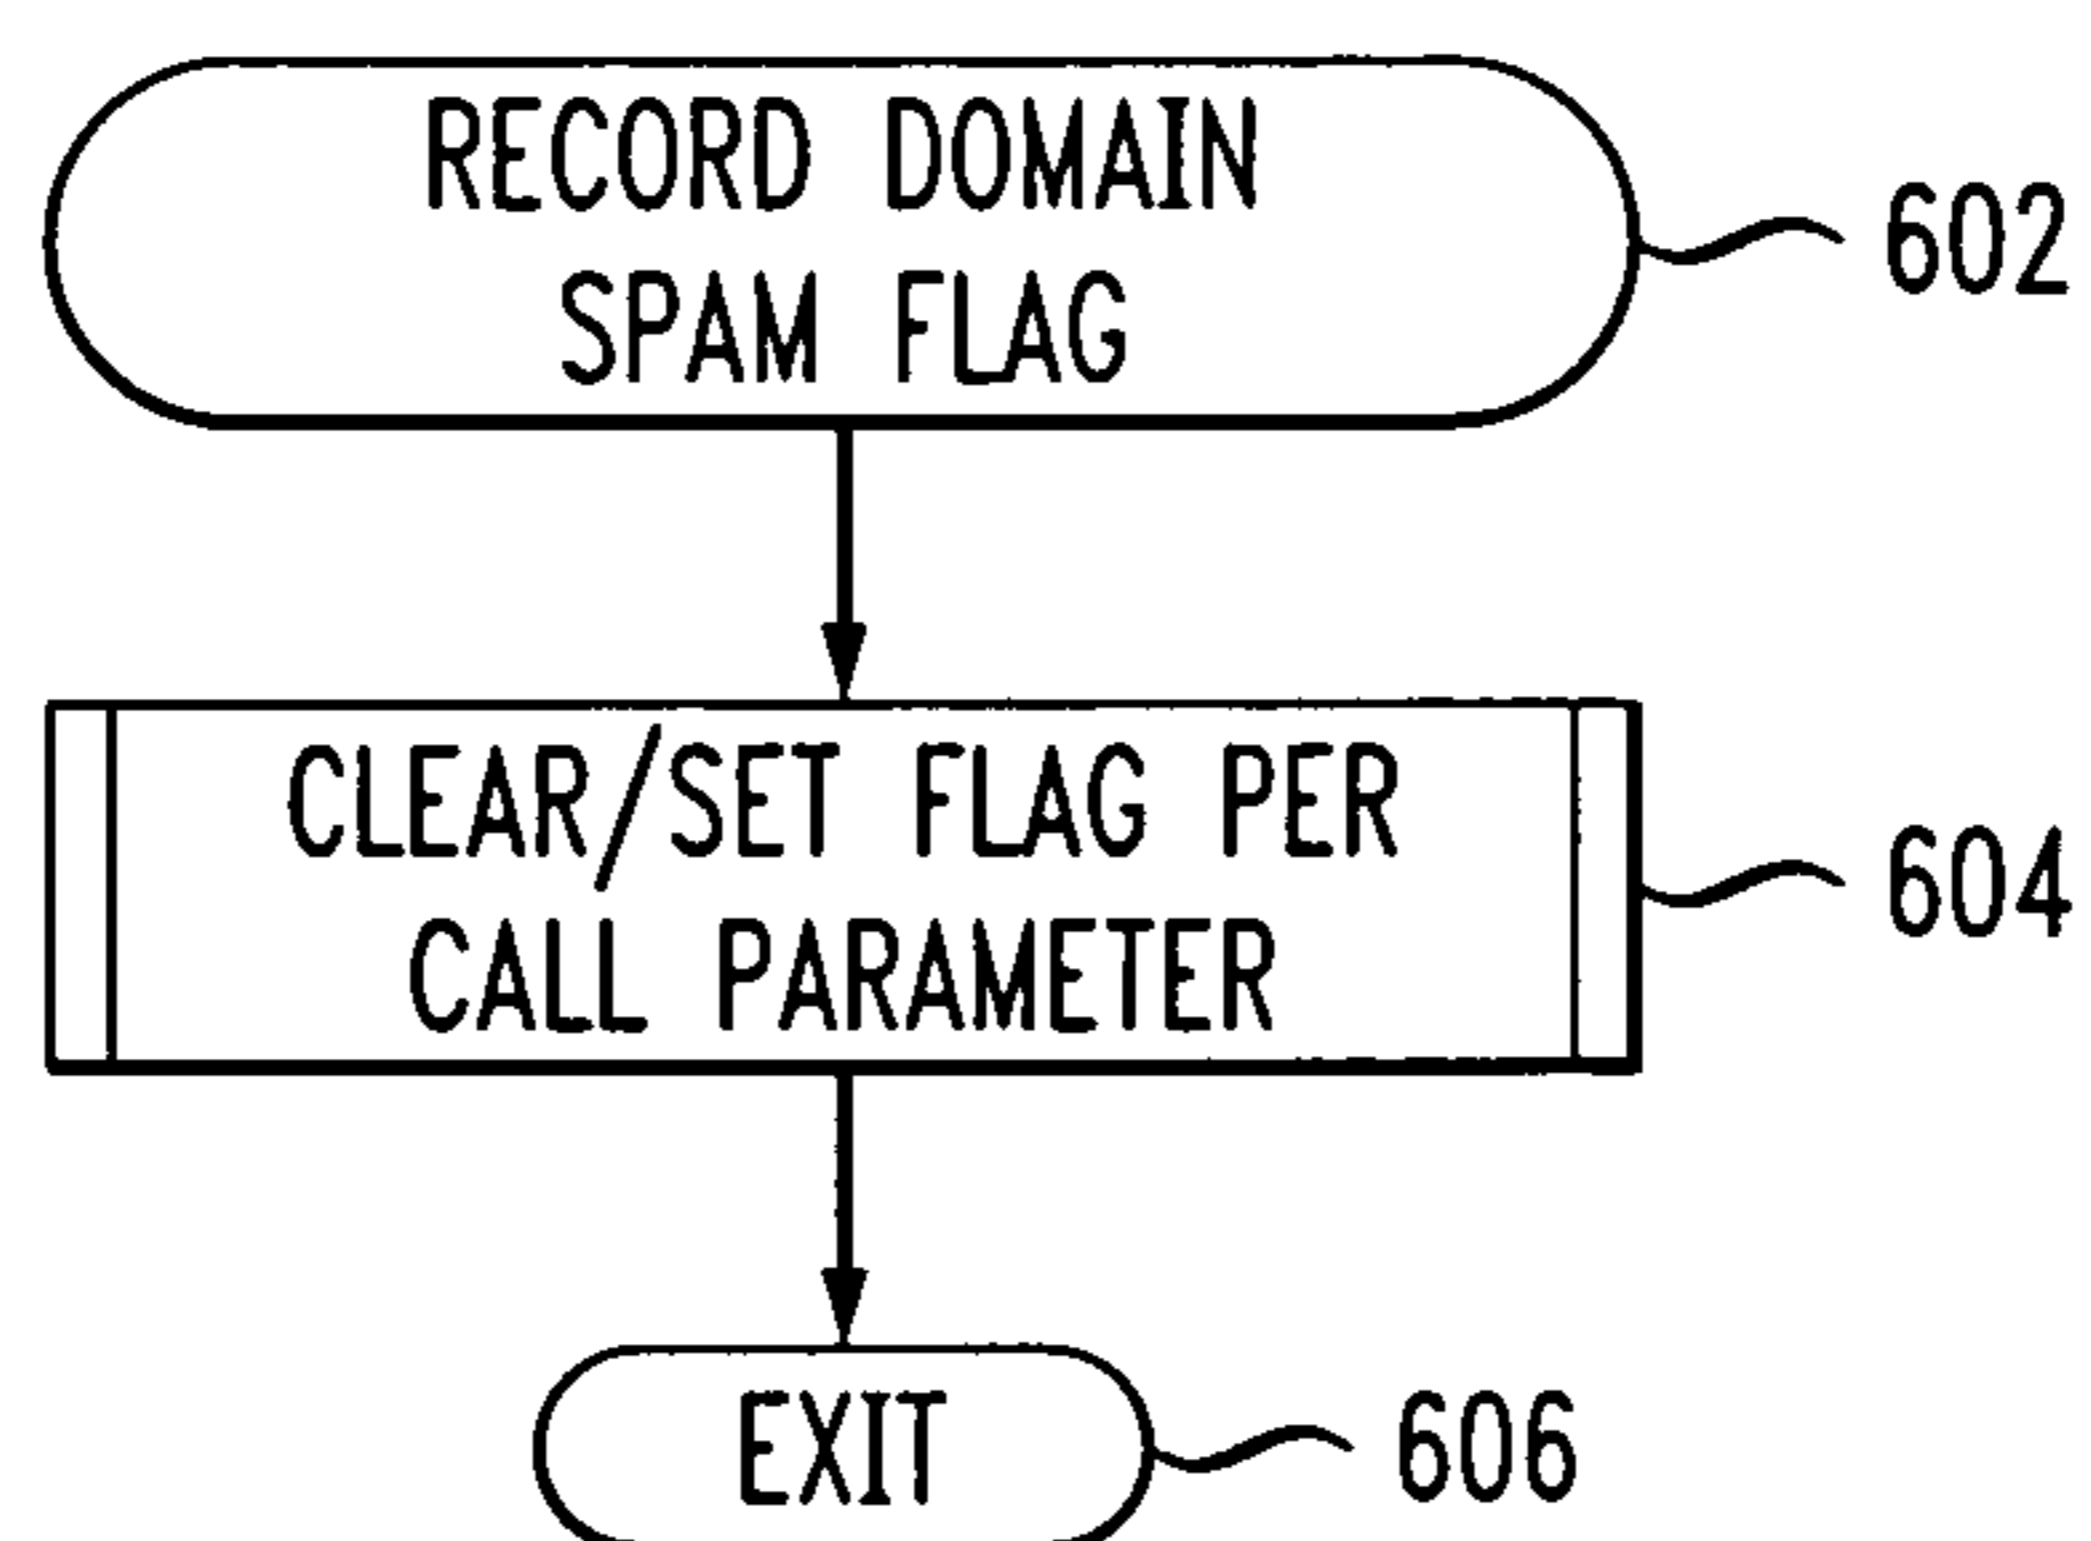 RECORD DOMAIN
SPAM FLAG
602
CLEAR/SET FLAG PER
CALL PARAMETER
604
EXIT
606